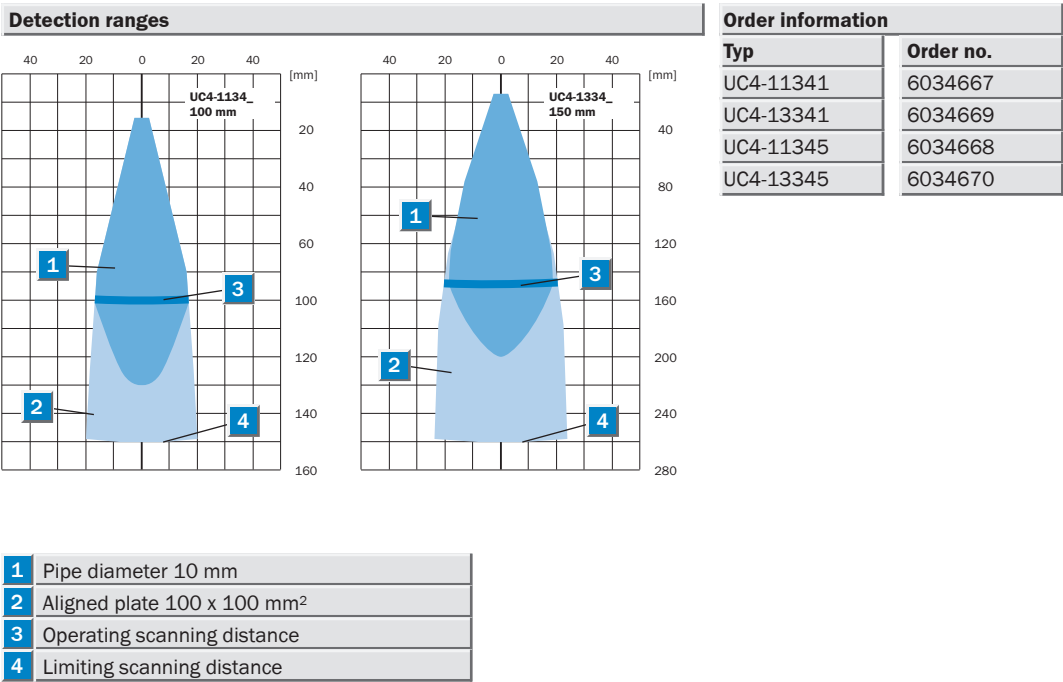 Detection ranges
40 20 0 20 40 [mm]
UC4-1134_
100 mm
20
40
60
100
120
140
160
1
3
2
4
40 20 0 20 40 [mm]
UC4-1334_
150 mm
40
80
120
160
200
240
280
1
3
2
4
Order information
Typ Order no.
UC4-11341 6034667
UC4-13341 6034669
UC4-11345 6034668
UC4-13345 6034670
1 Pipe diameter 10 mm
2 Aligned plate 100 x 100 mm²
3 Operating scanning distance
4 Limiting scanning distance